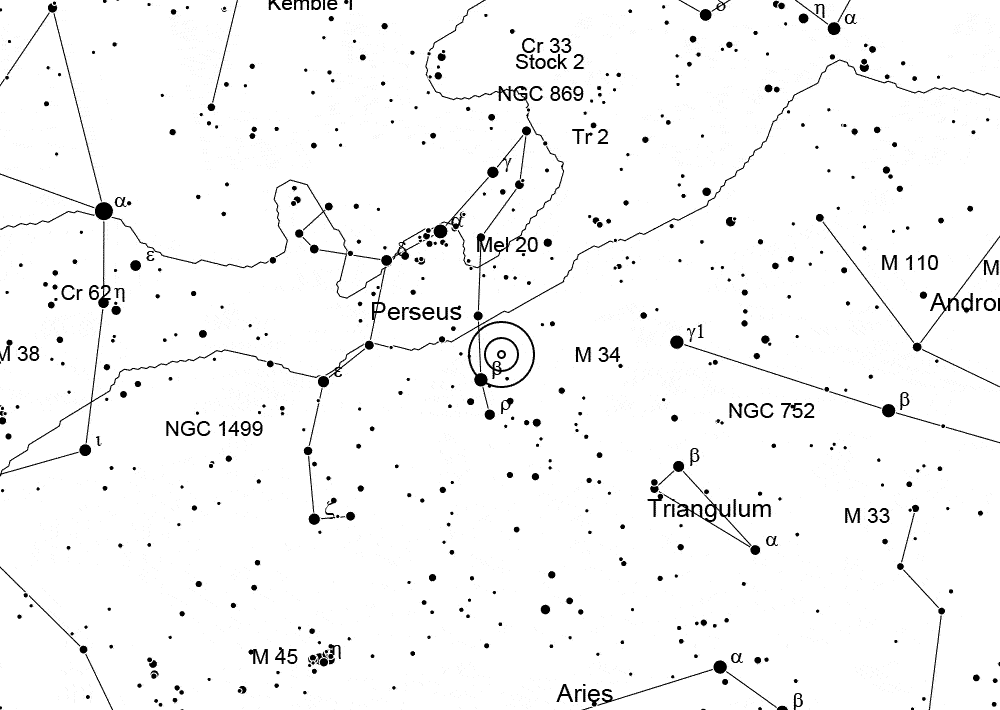 Kemble 1
δ
η
α
Cr 33
Stock 2
NGC 869
Tr 2
γ
α
α
ε
Mel 20
M 110
M
Cr 62
η
Perseus
Andron
γ1
M 38
M 34
ε
β
ρ
β
NGC 752
NGC 1499
ι
β
ζ
Triangulum
M 33
α
M 45
η
α
Aries
β